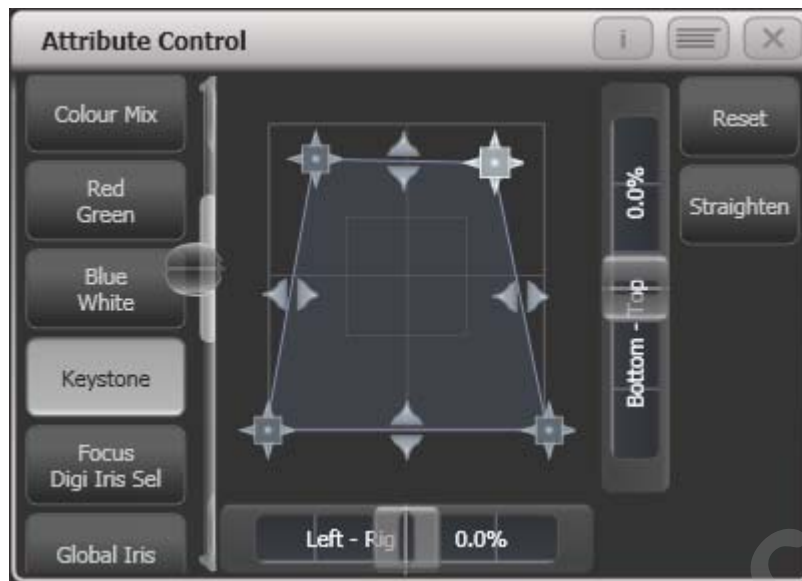 Attribute Control
i
Colour Mix
Red
Green
Blue
White
Keystone
Focus
Digi Iris Sel
Global Iris
Bottom - Top 0.0%
Left - Rig 0.0%
Reset
Straighten